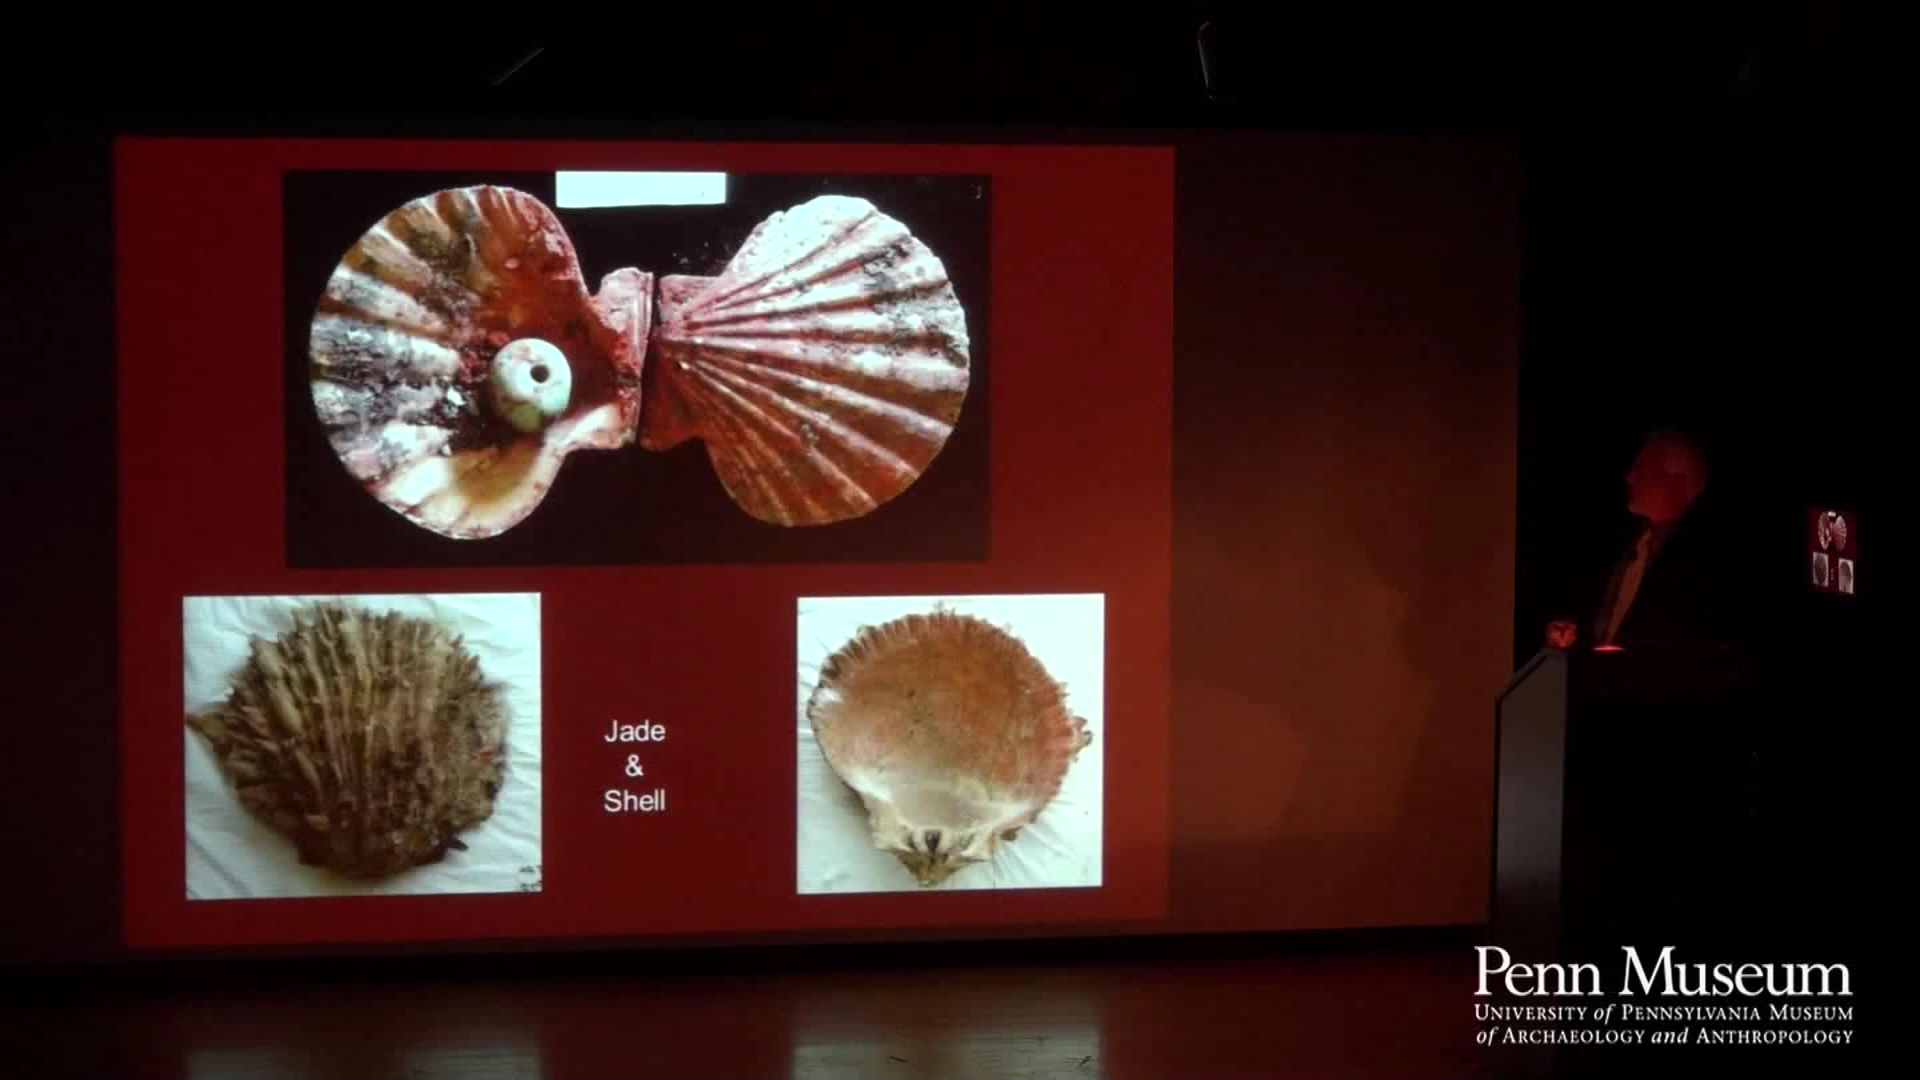 Jade
&
Shell
Penn Museum
UNIVERSITY of PENNSYLVANIA MUSEUM
of ARCHAEOLOGY and ANTHROPOLOGY